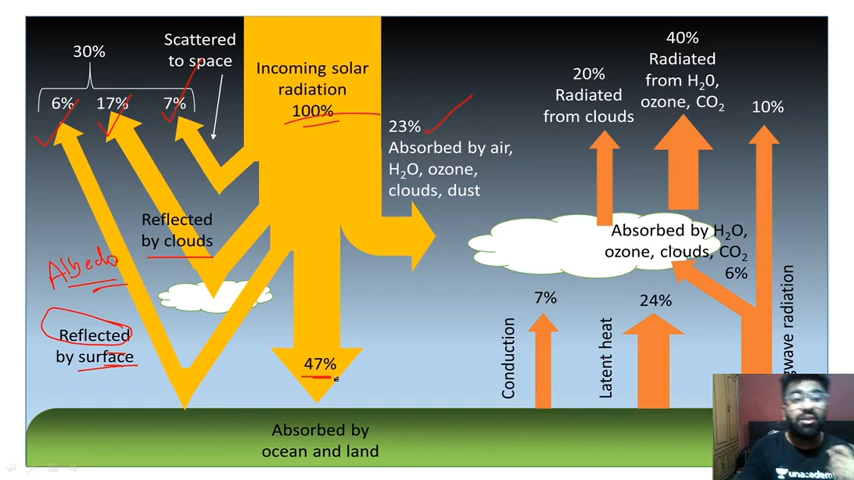 30%
6%
17%
7%
Scattered
to space
Incoming solar
radiation
100%
23%
Absorbed by air,
H₂O, ozone,
clouds, dust
20%
Radiated
from clouds
40%
Radiated
from H₂0,
ozone, CO₂
10%
Reflected
by clouds
Albedo
Reflected
by surface
47%
Absorbed by H₂O,
ozone, clouds, CO₂
6%
7%
Conduction
24%
Latent heat
radiation
Absorbed by
ocean and land
unacademy